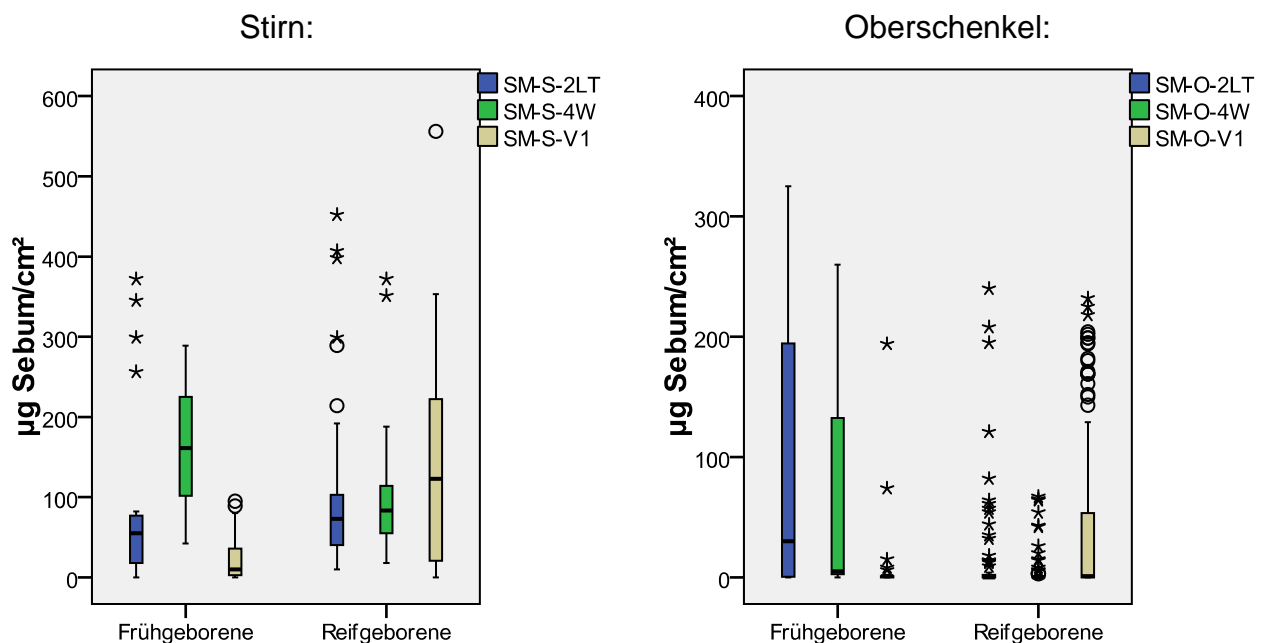 Stirn:
Oberschenkel:
SM-S-2LT
SM-S-4W
SM-S-V1
µg Sebum/cm²
600
500
400
300
200
100
0
Frühgeborene
Reifgeborene
SM-O-2LT
SM-O-4W
SM-O-V1
µg Sebum/cm²
400
300
200
100
0
Frühgeborene
Reifgeborene